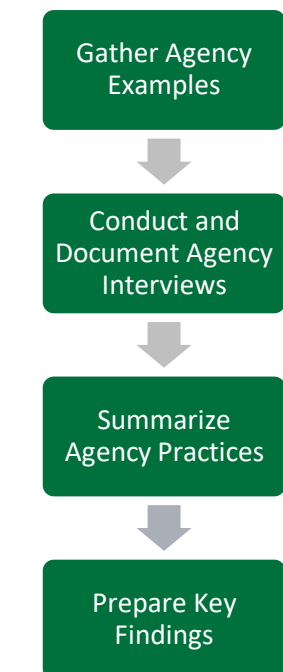 Gather Agency
Examples
Conduct and
Document Agency
Interviews
Summarize
Agency Practices
Prepare Key
Findings